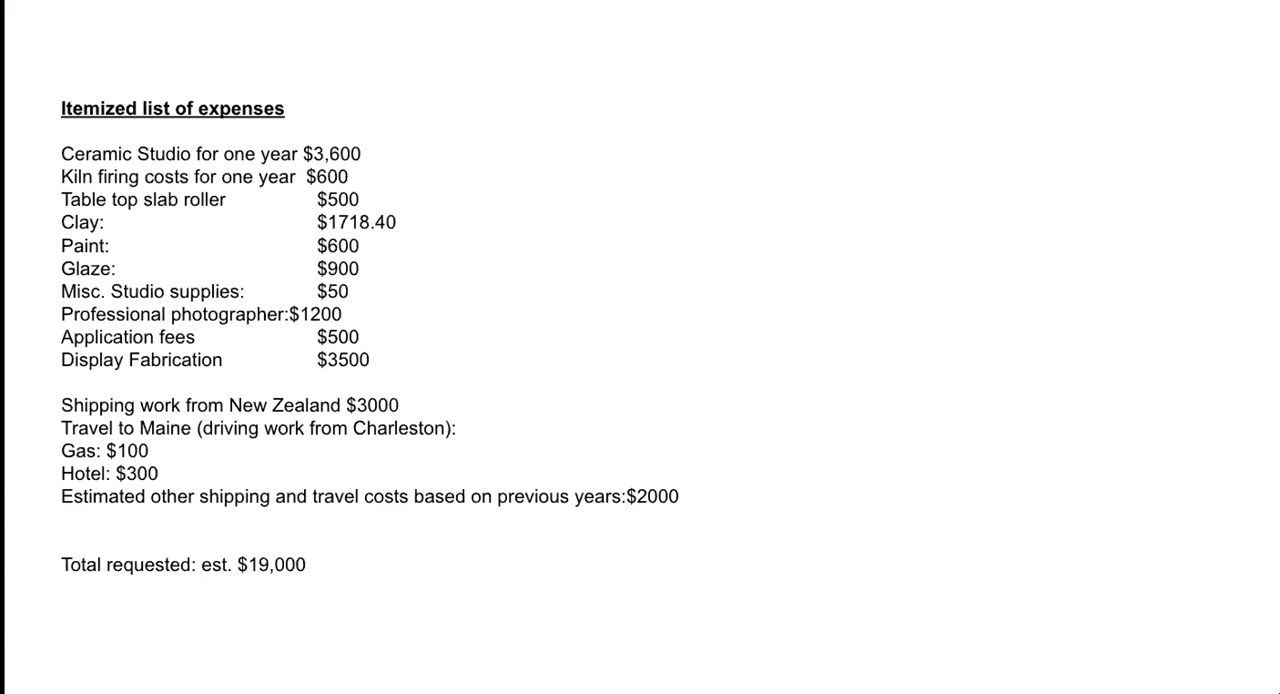 Itemized list of expenses
Ceramic Studio for one year $3,600
Kiln firing costs for one year $600
Table top slab roller $500
Clay: $1718.40
Paint: $600
Glaze: $900
Misc. Studio supplies: $50
Professional photographer:$1200
Application fees $500
Display Fabrication $3500
Shipping work from New Zealand $3000
Travel to Maine (driving work from Charleston):
Gas: $100
Hotel: $300
Estimated other shipping and travel costs based on previous years:$2000
Total requested: est. $19,000